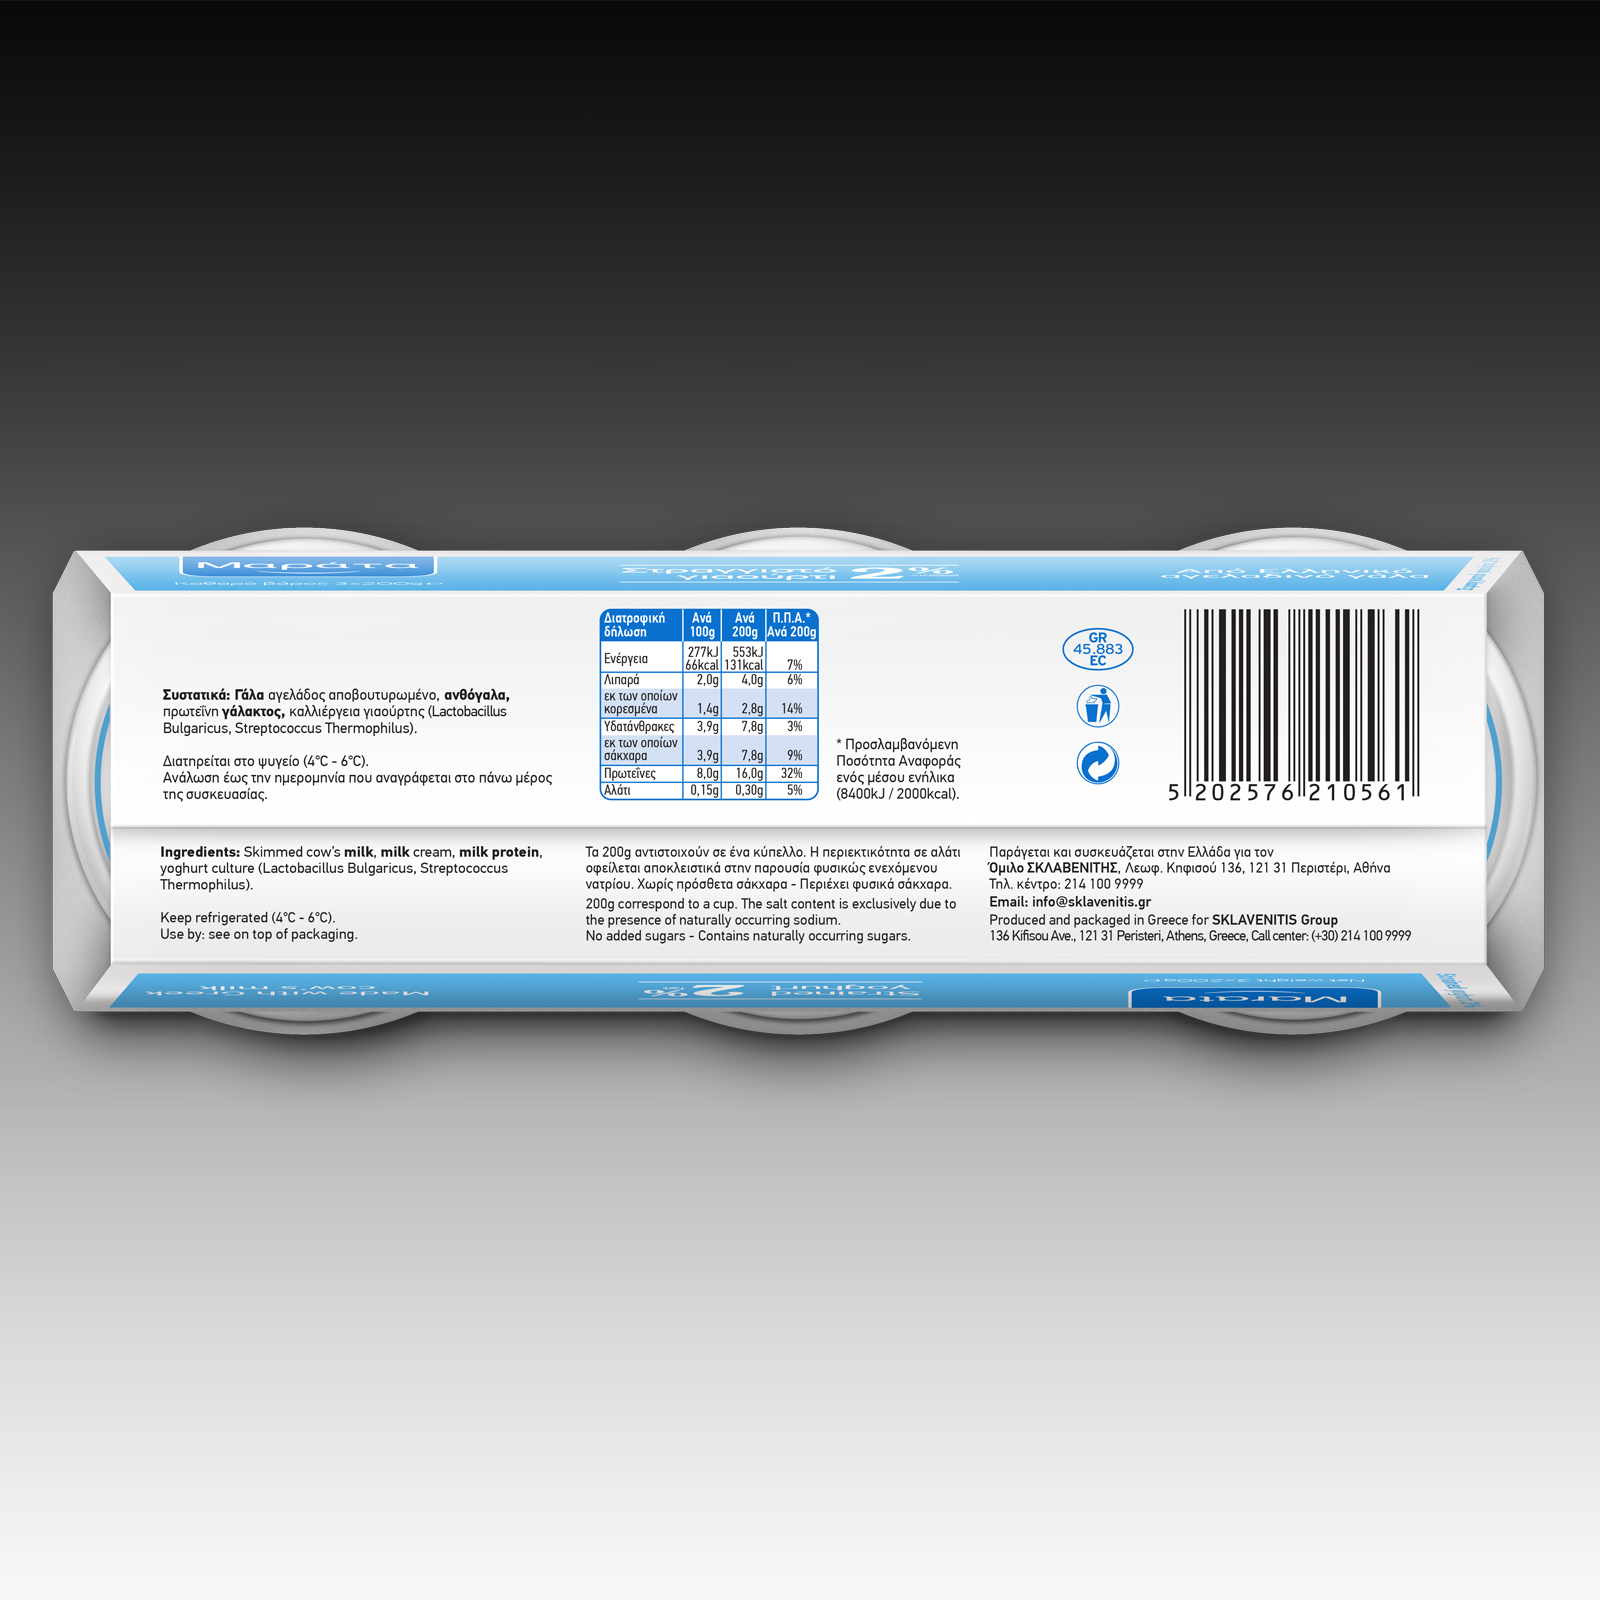 Μαράτα
Καθαρό βάρος 3×200g e
Στραγγιστό
γιαούρτι 2%
Από Ελληνικό
αγελαδινό γάλα
Συστατικά: Γάλα αγελάδος αποβουτυρωμένο, ανθόγαλα,
πρωτεΐνη γάλακτος, καλλιέργεια γιαούρτης (Lactobacillus
Bulgaricus, Streptococcus Thermophilus).
Διατηρείται στο ψυγείο (4°C - 6°C).
Ανάλωση έως την ημερομηνία που αναγράφεται στο πάνω μέρος
της συσκευασίας.
Διατροφική δήλωση Ανά 100g Ανά 200g Π.Π.Α.* Ανά 200g
Ενέργεια 277kJ 66kcal 553kJ 131kcal 7%
Λιπαρά 2,0g 4,0g 6%
εκ των οποίων κορεσμένα 1,4g 2,8g 14%
Υδατάνθρακες 3,9g 7,8g 3%
εκ των οποίων σάκχαρα 3,9g 7,8g 9%
Πρωτεΐνες 8,0g 16,0g 32%
Αλάτι 0,15g 0,30g 5%
* Προσλαμβανόμενη
Ποσότητα Αναφοράς
ενός μέσου ενήλικα
(8400kJ / 2000kcal).
GR
45.883
EC
5 202576 210561
Ingredients: Skimmed cow's milk, milk cream, milk protein,
yoghurt culture (Lactobacillus Bulgaricus, Streptococcus
Thermophilus).
Keep refrigerated (4°C - 6°C).
Use by: see on top of packaging.
Τα 200g αντιστοιχούν σε ένα κύπελλο. Η περιεκτικότητα σε αλάτι
οφείλεται αποκλειστικά στην παρουσία φυσικώς ενεχόμενου
νατρίου. Χωρίς πρόσθετα σάκχαρα - Περιέχει φυσικά σάκχαρα.
200g correspond to a cup. The salt content is exclusively due to
the presence of naturally occurring sodium.
No added sugars - Contains naturally occurring sugars.
Παράγεται και συσκευάζεται στην Ελλάδα για τον
Όμιλο ΣΚΛΑΒΕΝΙΤΗΣ, Λεωφ. Κηφισού 136, 121 31 Περιστέρι, Αθήνα
Τηλ. κέντρο: 214 100 9999
Email: info@sklavenitis.gr
Produced and packaged in Greece for SKLAVENITIS Group
136 Kifisou Ave., 121 31 Peristeri, Athens, Greece, Call center: (+30) 214 100 9999
Marata
Net weight 3×200g e
Strained
yoghurt 2% fat
Made with Greek
cow's milk